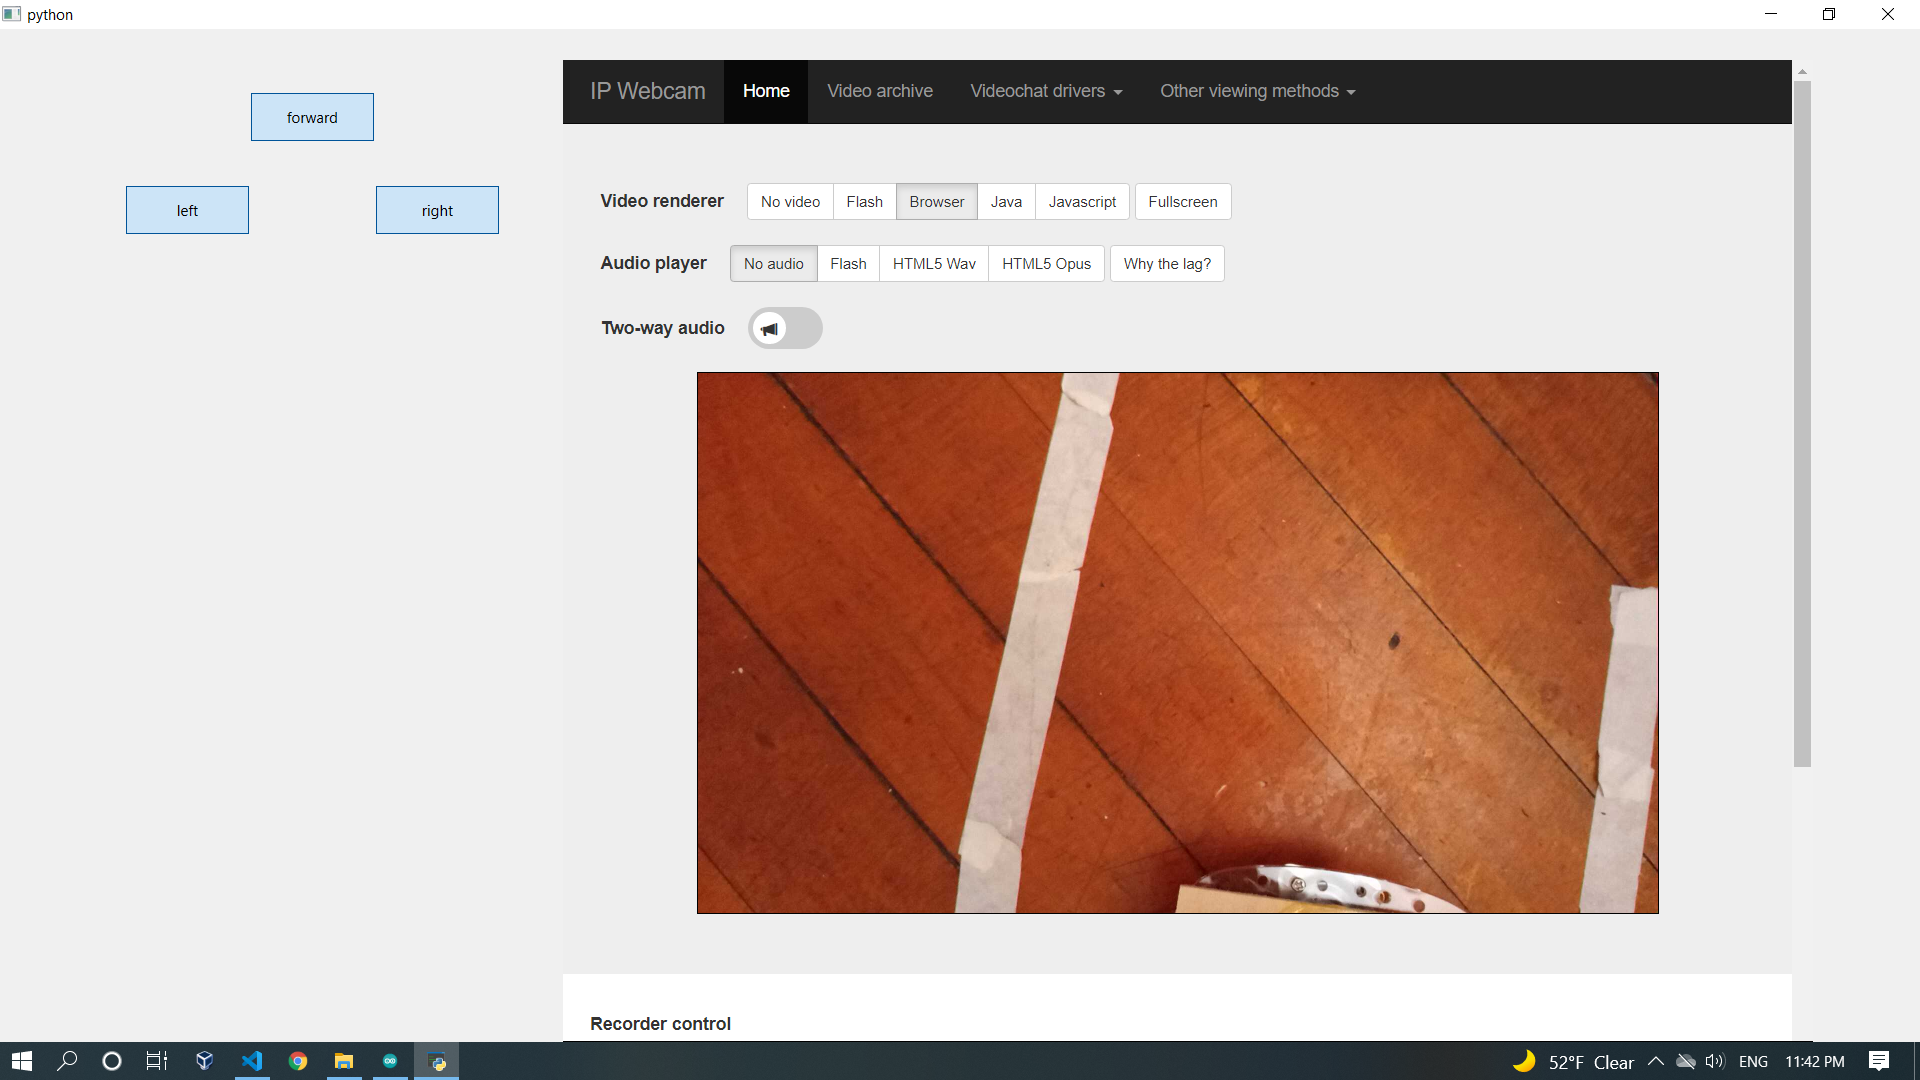 python
forward
left
right
IP Webcam
Home
Video archive
Videochat drivers
Other viewing methods
Video renderer
No video
Flash
Browser
Java
Javascript
Fullscreen
Audio player
No audio
Flash
HTML5 Wav
HTML5 Opus
Why the lag?
Two-way audio
Recorder control
52°F Clear
ENG
11:42 PM